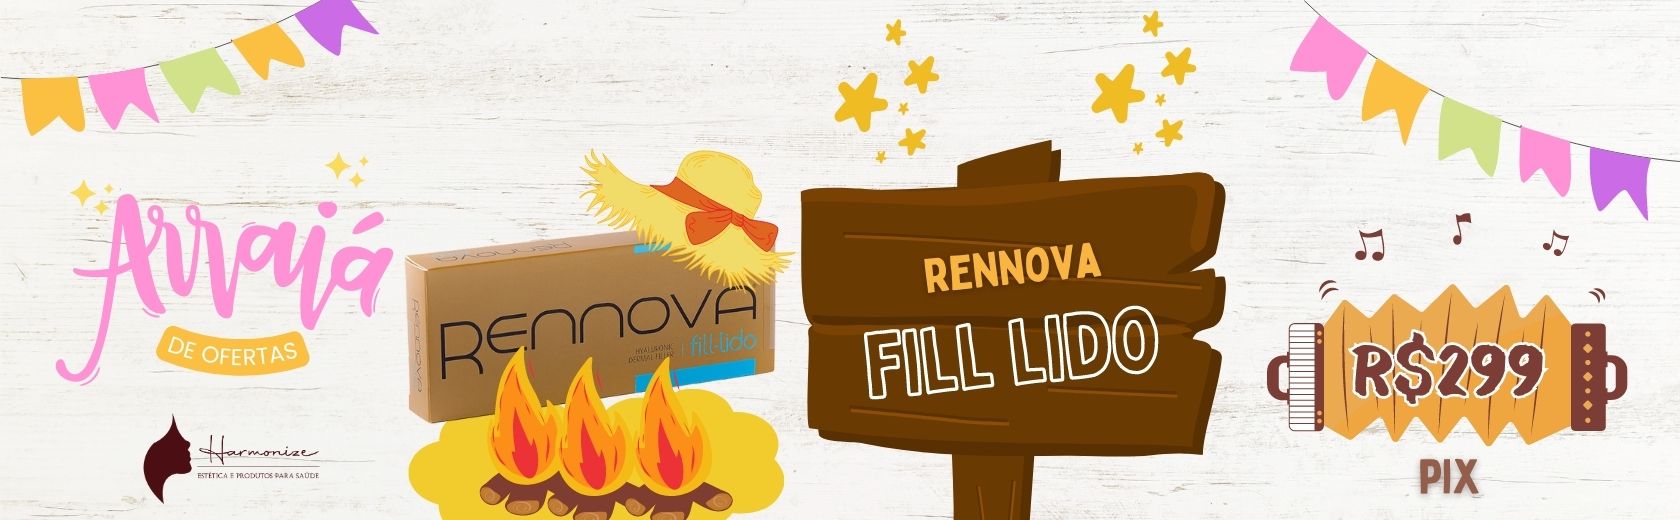 Arraiá
DE OFERTAS
Harmonize
ESTÉTICA E PRODUTOS PARA SAÚDE
RENNOVA
RENNOVA
RENNOVA
HYALURONIC
DERMAL FILLER
fill-lido
RENNOVA
FILL LIDO
R$299
PIX